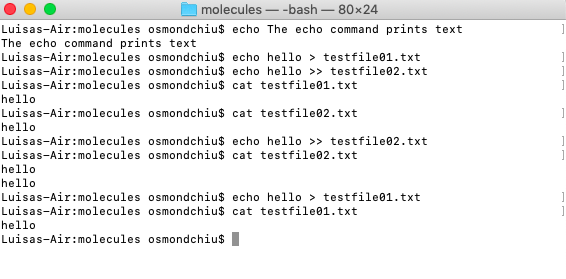 molecules — -bash — 80×24
Luisas-Air:molecules osmondchiu$ echo The echo command prints text
The echo command prints text
Luisas-Air:molecules osmondchiu$ echo hello > testfile01.txt
Luisas-Air:molecules osmondchiu$ echo hello >> testfile02.txt
Luisas-Air:molecules osmondchiu$ cat testfile01.txt
hello
Luisas-Air:molecules osmondchiu$ cat testfile02.txt
hello
Luisas-Air:molecules osmondchiu$ echo hello >> testfile02.txt
Luisas-Air:molecules osmondchiu$ cat testfile02.txt
hello
hello
Luisas-Air:molecules osmondchiu$ echo hello > testfile01.txt
Luisas-Air:molecules osmondchiu$ cat testfile01.txt
hello
Luisas-Air:molecules osmondchiu$